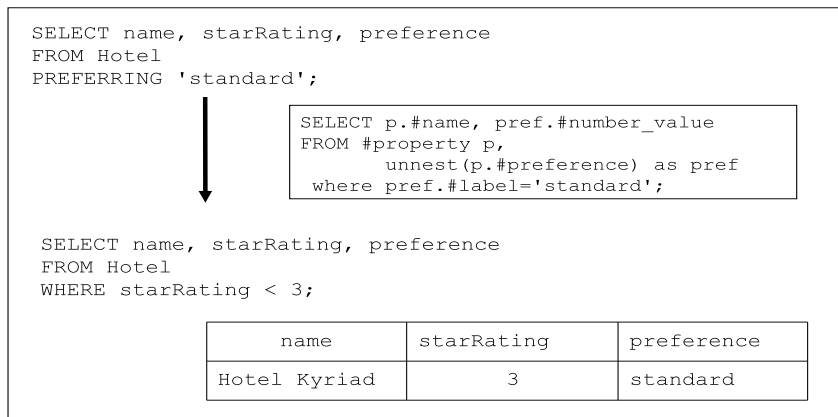 SELECT name, starRating, preference
FROM Hotel
PREFERRING 'standard';
SELECT p.#name, pref.#number_value
FROM #property p,
unnest(p.#preference) as pref
where pref.#label='standard';
SELECT name, starRating, preference
FROM Hotel
WHERE starRating < 3;
name starRating preference
Hotel Kyriad 3 standard